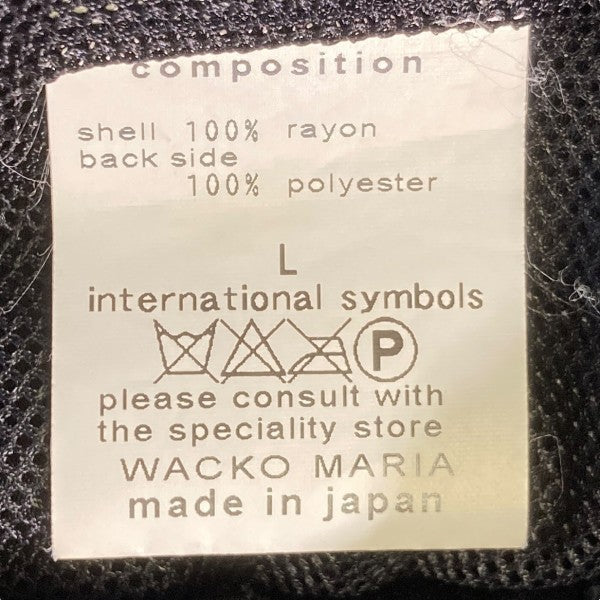 composition
shell 100% rayon
back side
100% polyester
L
international symbols
P
please consult with
the speciality store
WACKO MARIA
made in japan